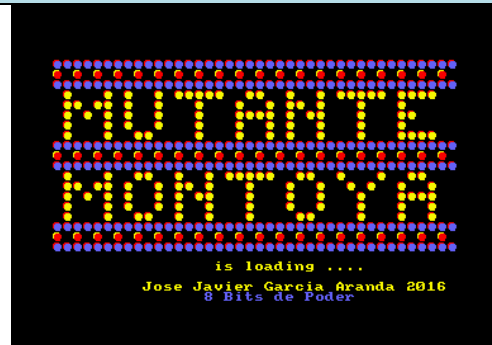 MUTANTE
MONTOYA
is loading ....
Jose Javier Garcia Aranda 2016
8 Bits de Poder